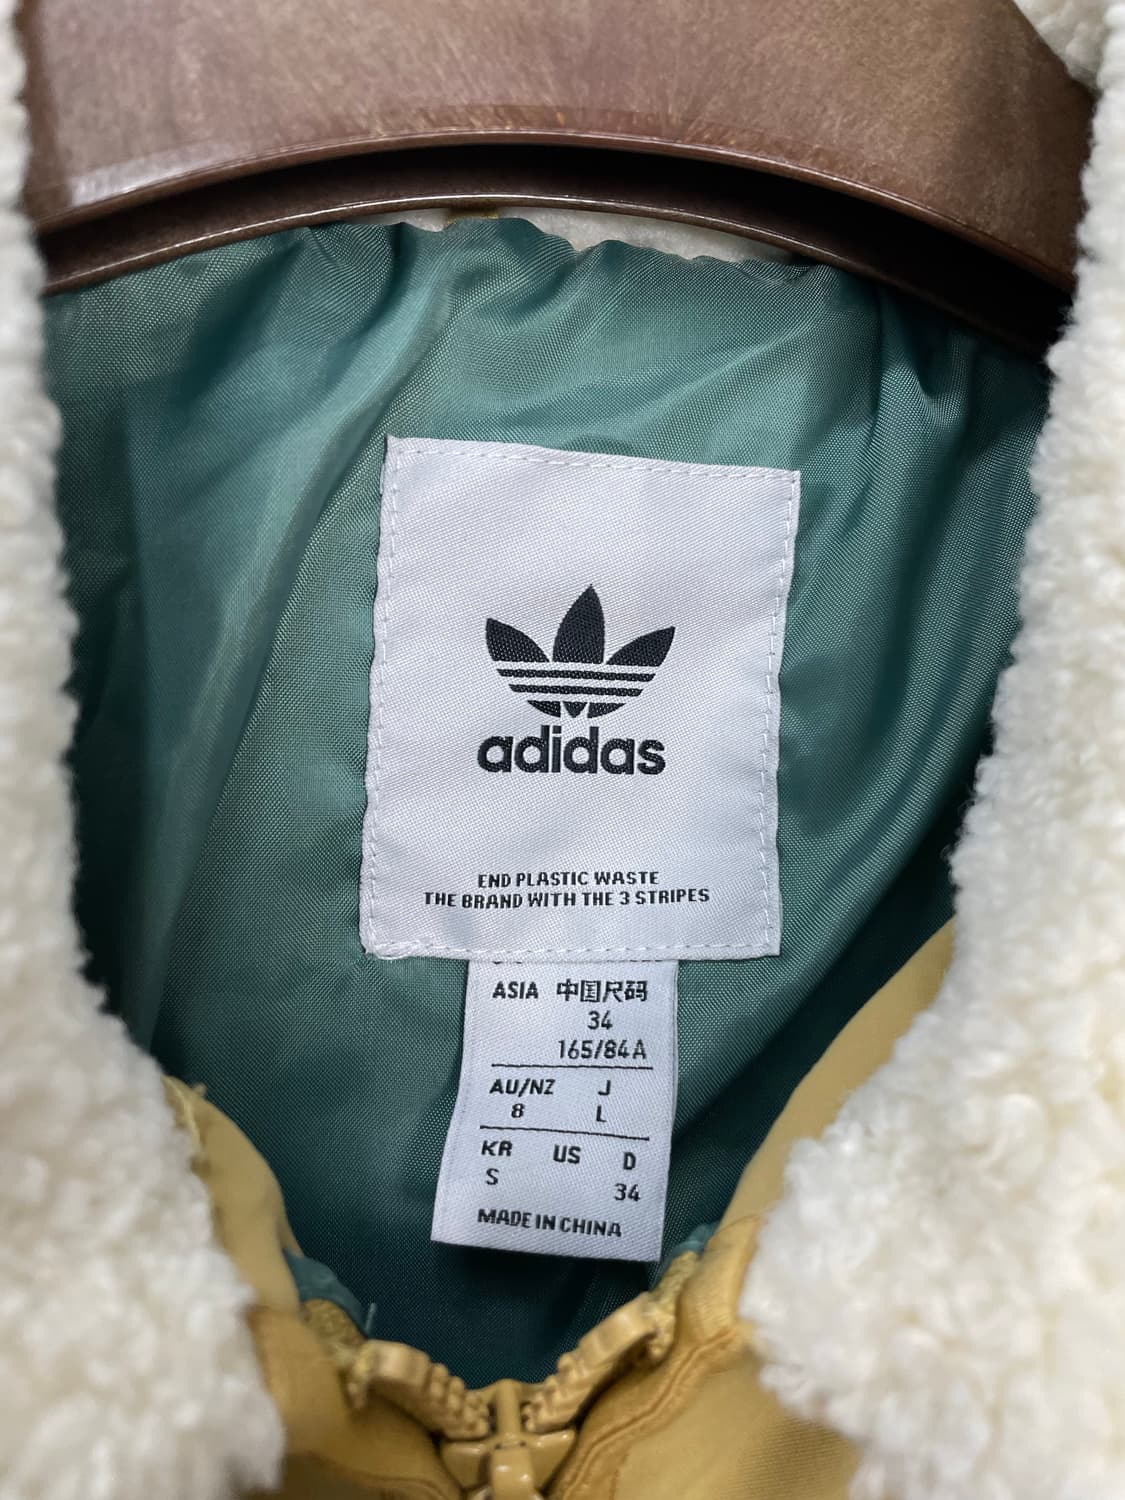 adidas
END PLASTIC WASTE
THE BRAND WITH THE 3 STRIPES
ASIA 中国尺码
34
165/84A
AU/NZ J
8 L
KR US D
S 34
MADE IN CHINA